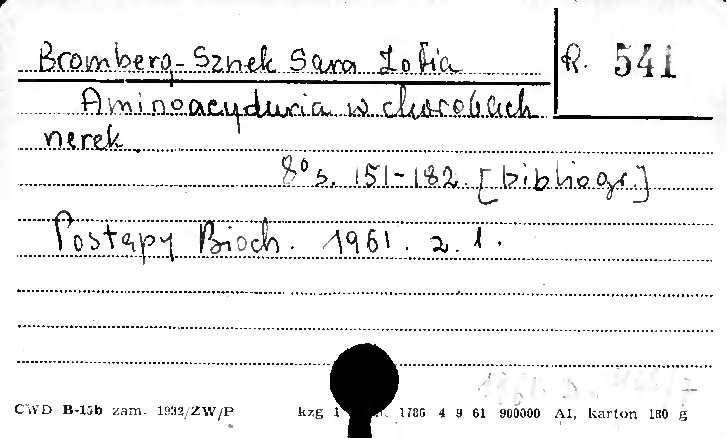 Bromberg-Sznek Sara Zofia
R. 541
Aminoacyduria w chorobach
nerek.
8° s. 151-182. [bibliogr.]
Postępy Bioch. 1961. z. 1.
CWD B-15b zam. 1932/ZW/P kzg 1 1786 4 9 61 900000 A1, karton 180 g